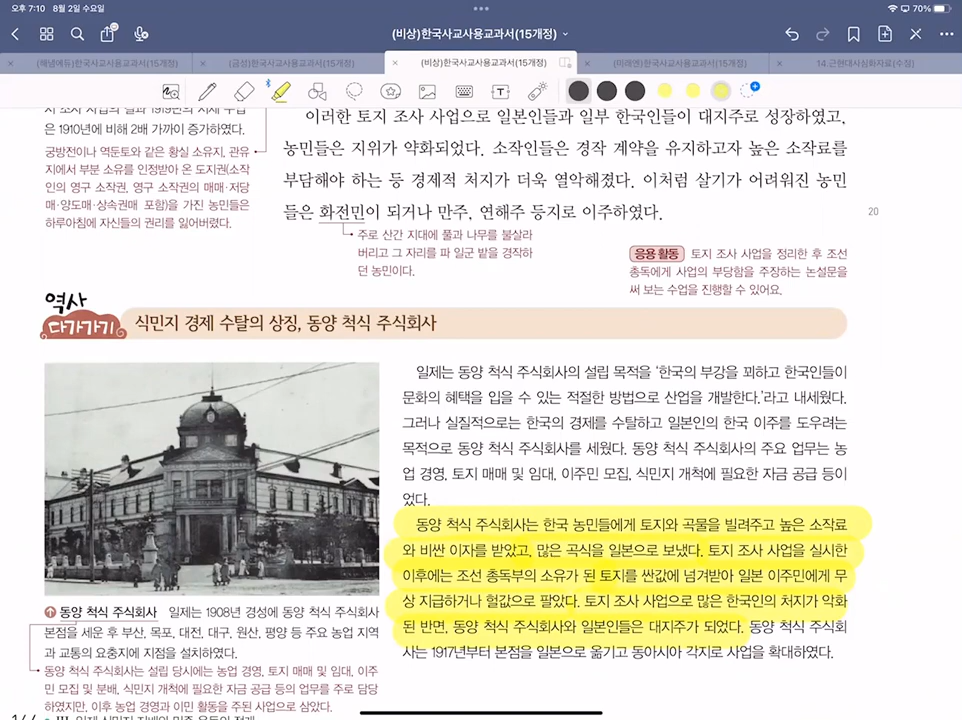 오후 7:10 8월 2일 수요일
70%
(비상)한국사교사용교과서(15개정)
(해냄에듀)한국사교사용교과서(15개정)
(금성)한국사교사용교과서(15개정)
(비상)한국사교사용교과서(15개정)
(미래엔)한국사교사용교과서(15개정)
14.근현대사심화자료(수정)
은 1910년에 비해 2배 가까이 증가하였다.
궁방전이나 역둔토와 같은 황실 소유지, 관유
지에서 부분 소유를 인정받아 온 도지권(소작
인의 영구 소작권, 영구 소작권의 매매·저당
매·양도매·상속권매 포함)을 가진 농민들은
하루아침에 자신들의 권리를 잃어버렸다.
이러한 토지 조사 사업으로 일본인들과 일부 한국인들이 대지주로 성장하였고,
농민들은 지위가 약화되었다. 소작인들은 경작 계약을 유지하고자 높은 소작료를
부담해야 하는 등 경제적 처지가 더욱 열악해졌다. 이처럼 살기가 어려워진 농민
들은 화전민이 되거나 만주, 연해주 등지로 이주하였다.
20
주로 산간 지대에 풀과 나무를 불살라
버리고 그 자리를 파 일군 밭을 경작하
던 농민이다.
응용 활동 토지 조사 사업을 정리한 후 조선
총독에게 사업의 부당함을 주장하는 논설문을
써 보는 수업을 진행할 수 있어요.
역사
다가가기
식민지 경제 수탈의 상징, 동양 척식 주식회사
일제는 동양 척식 주식회사의 설립 목적을 '한국의 부강을 꾀하고 한국인들이
문화의 혜택을 입을 수 있는 적절한 방법으로 산업을 개발한다.'라고 내세웠다.
그러나 실질적으로는 한국의 경제를 수탈하고 일본인의 한국 이주를 도우려는
목적으로 동양 척식 주식회사를 세웠다. 동양 척식 주식회사의 주요 업무는 농
업 경영, 토지 매매 및 임대, 이주민 모집, 식민지 개척에 필요한 자금 공급 등이
었다.
동양 척식 주식회사는 한국 농민들에게 토지와 곡물을 빌려주고 높은 소작료
와 비싼 이자를 받았고, 많은 곡식을 일본으로 보냈다. 토지 조사 사업을 실시한
이후에는 조선 총독부의 소유가 된 토지를 싼값에 넘겨받아 일본 이주민에게 무
상 지급하거나 헐값으로 팔았다. 토지 조사 사업으로 많은 한국인의 처지가 악화
된 반면, 동양 척식 주식회사와 일본인들은 대지주가 되었다. 동양 척식 주식회
사는 1917년부터 본점을 일본으로 옮기고 동아시아 각지로 사업을 확대하였다.
동양 척식 주식회사 일제는 1908년 경성에 동양 척식 주식회사
본점을 세운 후 부산, 목포, 대전, 대구, 원산, 평양 등 주요 농업 지역
과 교통의 요충지에 지점을 설치하였다.
동양 척식 주식회사는 설립 당시에는 농업 경영, 토지 매매 및 임대, 이주
민 모집 및 분배, 식민지 개척에 필요한 자금 공급 등의 업무를 주로 담당
하였지만, 이후 농업 경영과 이민 활동을 주된 사업으로 삼았다.